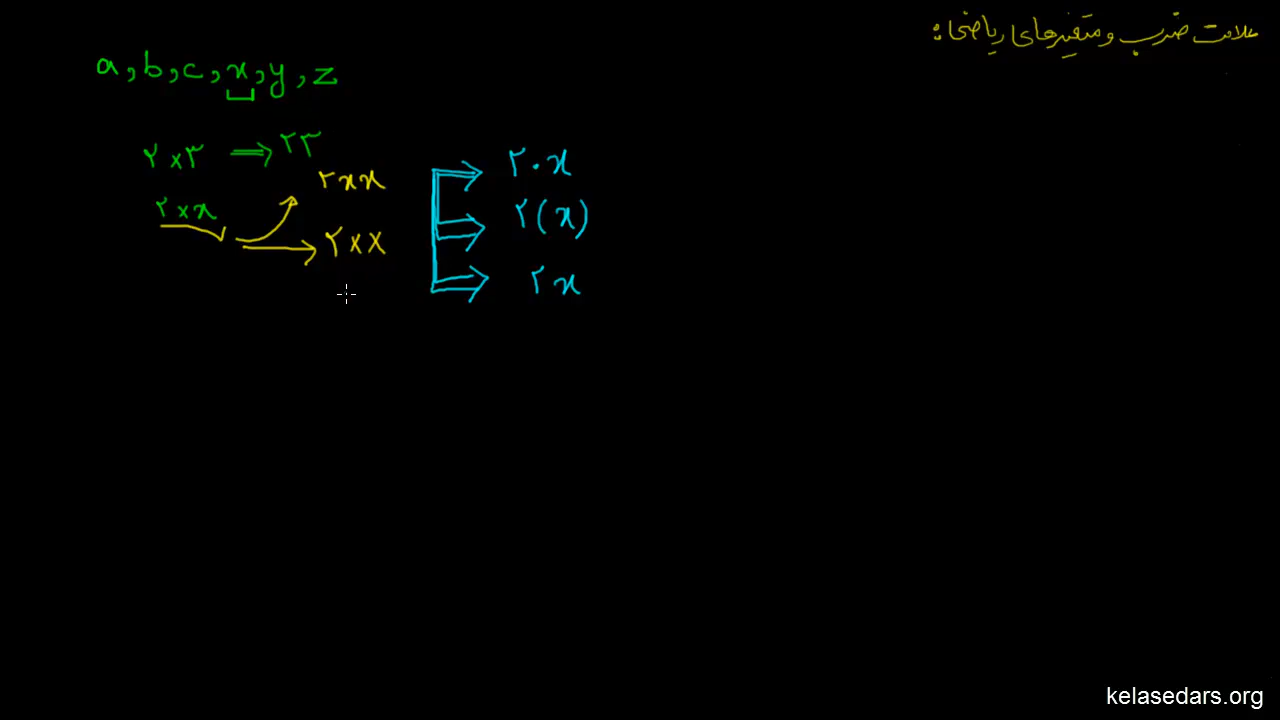 علامت ضرب و متغیرهای ریاضی:
a, b, c, x, y, z
۲ × ۳ ⇒ ۲۳
۲ × x
۲xx
۲ × X
۲ · x
۲(x)
۲x
kelasedars.org